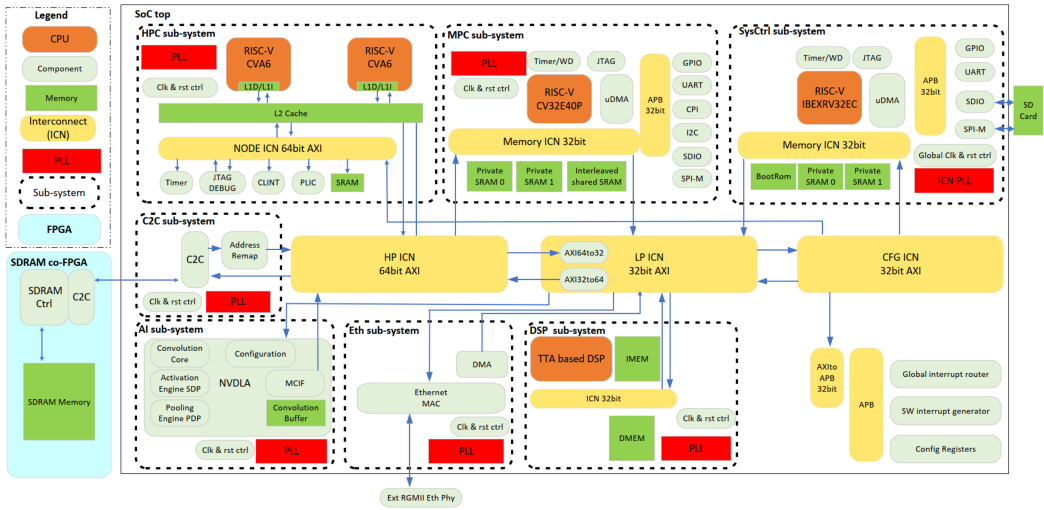 Legend
CPU
Component
Memory
Interconnect
(ICN)
PLL
Sub-system
FPGA
SDRAM co-FPGA
SDRAM
Ctrl
C2C
SDRAM Memory
SoC top
HPC sub-system
PLL
Clk & rst ctrl
RISC-V
CVA6
L1D/L1I
RISC-V
CVA6
L1D/L1I
L2 Cache
NODE ICN 64bit AXI
Timer
JTAG
DEBUG
CLINT
PLIC
SRAM
MPC sub-system
PLL
Clk & rst ctrl
Timer/WD
JTAG
RISC-V
CV32E40P
uDMA
APB
32bit
GPIO
UART
CPI
I2C
SDIO
SPI-M
Memory ICN 32bit
Private
SRAM 0
Private
SRAM 1
Interleaved
shared SRAM
SysCtrl sub-system
Timer/WD
JTAG
RISC-V
IBEXRV32EC
uDMA
APB
32bit
GPIO
UART
SDIO
SPI-M
SD
Card
Memory ICN 32bit
Global Clk & rst ctrl
BootRom
Private
SRAM 0
Private
SRAM 1
ICN PLL
C2C sub-system
C2C
Address
Remap
Clk & rst ctrl
PLL
HP ICN
64bit AXI
AXI64to32
AXI32to64
LP ICN
32bit AXI
CFG ICN
32bit AXI
AI sub-system
Convolution
Core
Configuration
Activation
Engine SDP
NVDLA
MCIF
Pooling
Engine PDP
Convolution
Buffer
Clk & rst ctrl
PLL
Eth sub-system
DMA
Ethernet
MAC
Clk & rst ctrl
PLL
Ext RGMII Eth Phy
DSP sub-system
TTA based DSP
IMEM
ICN 32bit
DMEM
Clk & rst ctrl
PLL
AXIto
APB
32bit
APB
Global interrupt router
SW interrupt generator
Config Registers